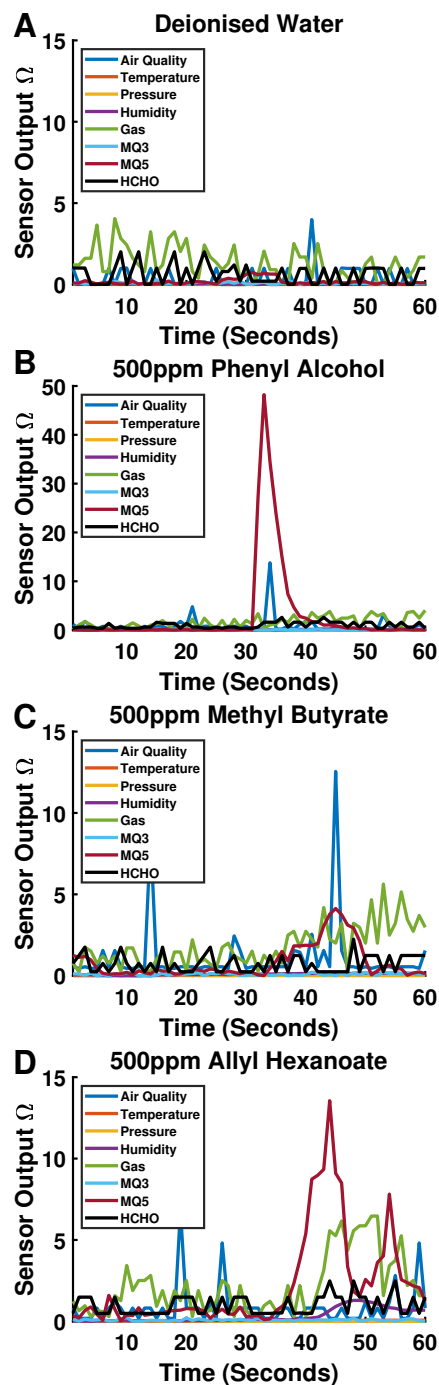 A Deionised Water
15
10
5
0
Sensor Output Ω
Air Quality
Temperature
Pressure
Humidity
Gas
MQ3
MQ5
HCHO
10 20 30 40 50 60
Time (Seconds)
B 500ppm Phenyl Alcohol
50
40
30
20
10
0
Sensor Output Ω
Air Quality
Temperature
Pressure
Humidity
Gas
MQ3
MQ5
HCHO
10 20 30 40 50 60
Time (Seconds)
C 500ppm Methyl Butyrate
15
10
5
0
Sensor Output Ω
Air Quality
Temperature
Pressure
Humidity
Gas
MQ3
MQ5
HCHO
10 20 30 40 50 60
Time (Seconds)
D 500ppm Allyl Hexanoate
15
10
5
0
Sensor Output Ω
Air Quality
Temperature
Pressure
Humidity
Gas
MQ3
MQ5
HCHO
10 20 30 40 50 60
Time (Seconds)